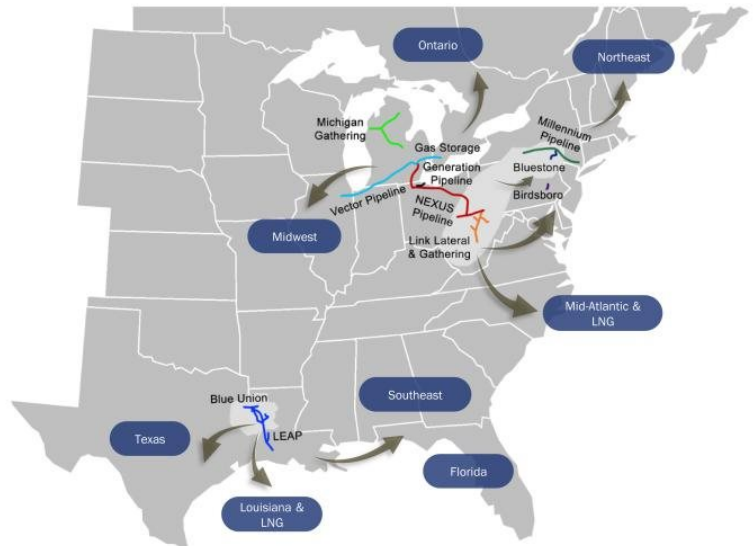 Ontario
Northeast
Michigan
Gathering
Millennium Pipeline
Gas Storage
Generation
Pipeline
Bluestone
Vector Pipeline
NEXUS
Pipeline
Birdsboro
Midwest
Link Lateral
& Gathering
Mid-Atlantic &
LNG
Southeast
Blue Union
LEAP
Texas
Florida
Louisiana &
LNG